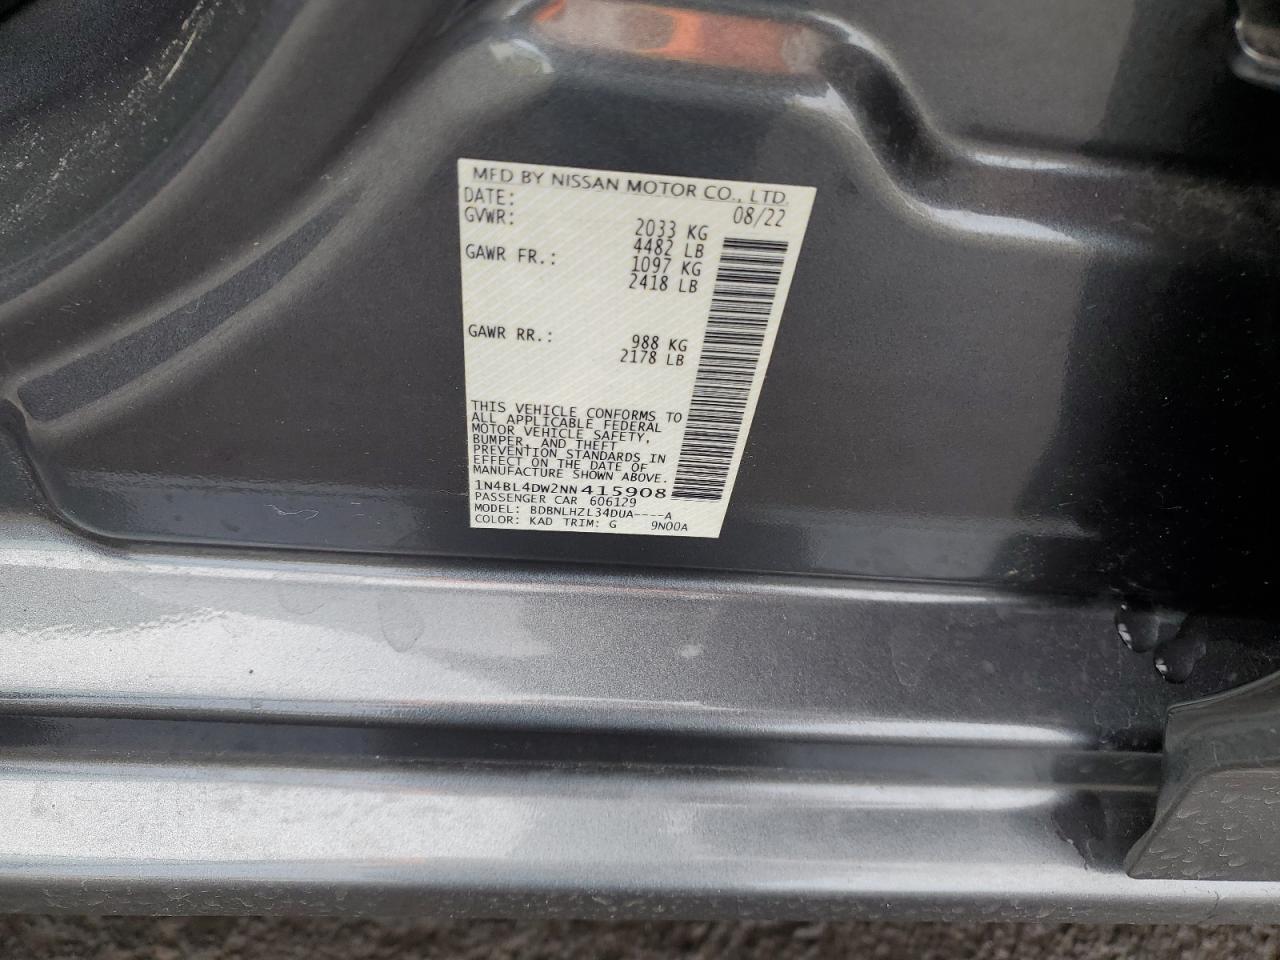 MFD BY NISSAN MOTOR CO., LTD.
DATE: 08/22
GVWR: 2033 KG
4482 LB
GAWR FR.: 1097 KG
2418 LB
GAWR RR.: 988 KG
2178 LB
THIS VEHICLE CONFORMS TO
ALL APPLICABLE FEDERAL
MOTOR VEHICLE SAFETY,
BUMPER, AND THEFT
PREVENTION STANDARDS IN
EFFECT ON THE DATE OF
MANUFACTURE SHOWN ABOVE.
1N4BL4DW2NN415908
PASSENGER CAR 606129
MODEL: BDBNLHZL34DUA----A
COLOR: KAD TRIM: G 9N00A